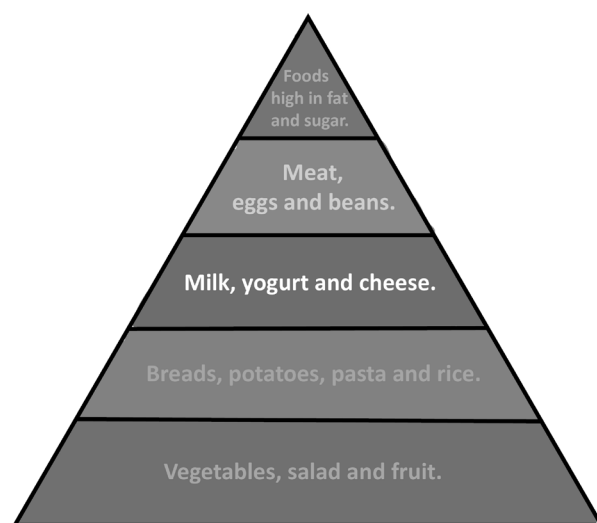 Foods
high in fat
and sugar.
Meat,
eggs and beans.
Milk, yogurt and cheese.
Breads, potatoes, pasta and rice.
Vegetables, salad and fruit.